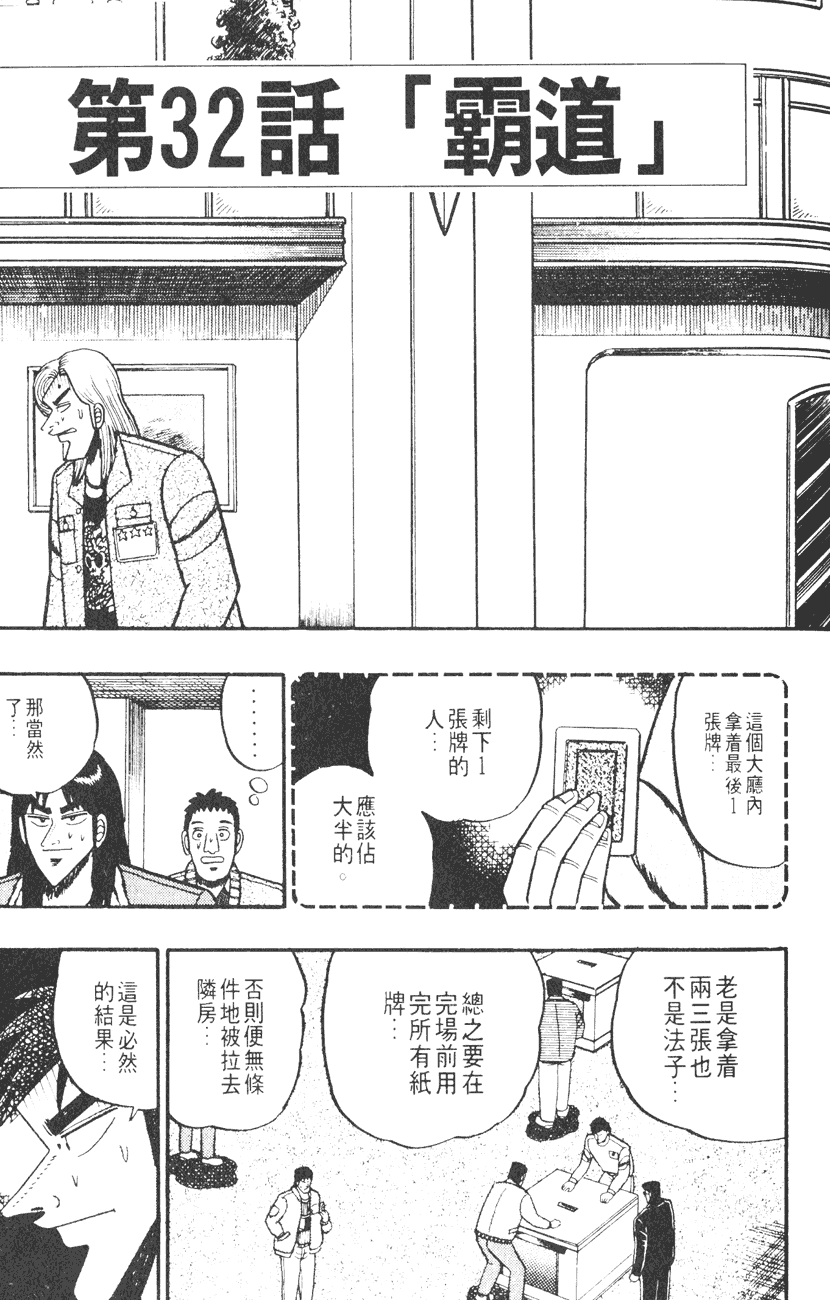 第32話「霸道」
這個大廳內
拿着最後1
張牌…
剩下1
張牌的
人…
應該佔
大半的。
……
那當然
了…
老是拿着
兩三張也
不是法子…
總之要在
完場前用
完所有紙
牌…
否則便無條
件地被拉去
隣房…
這是必然
的結果…